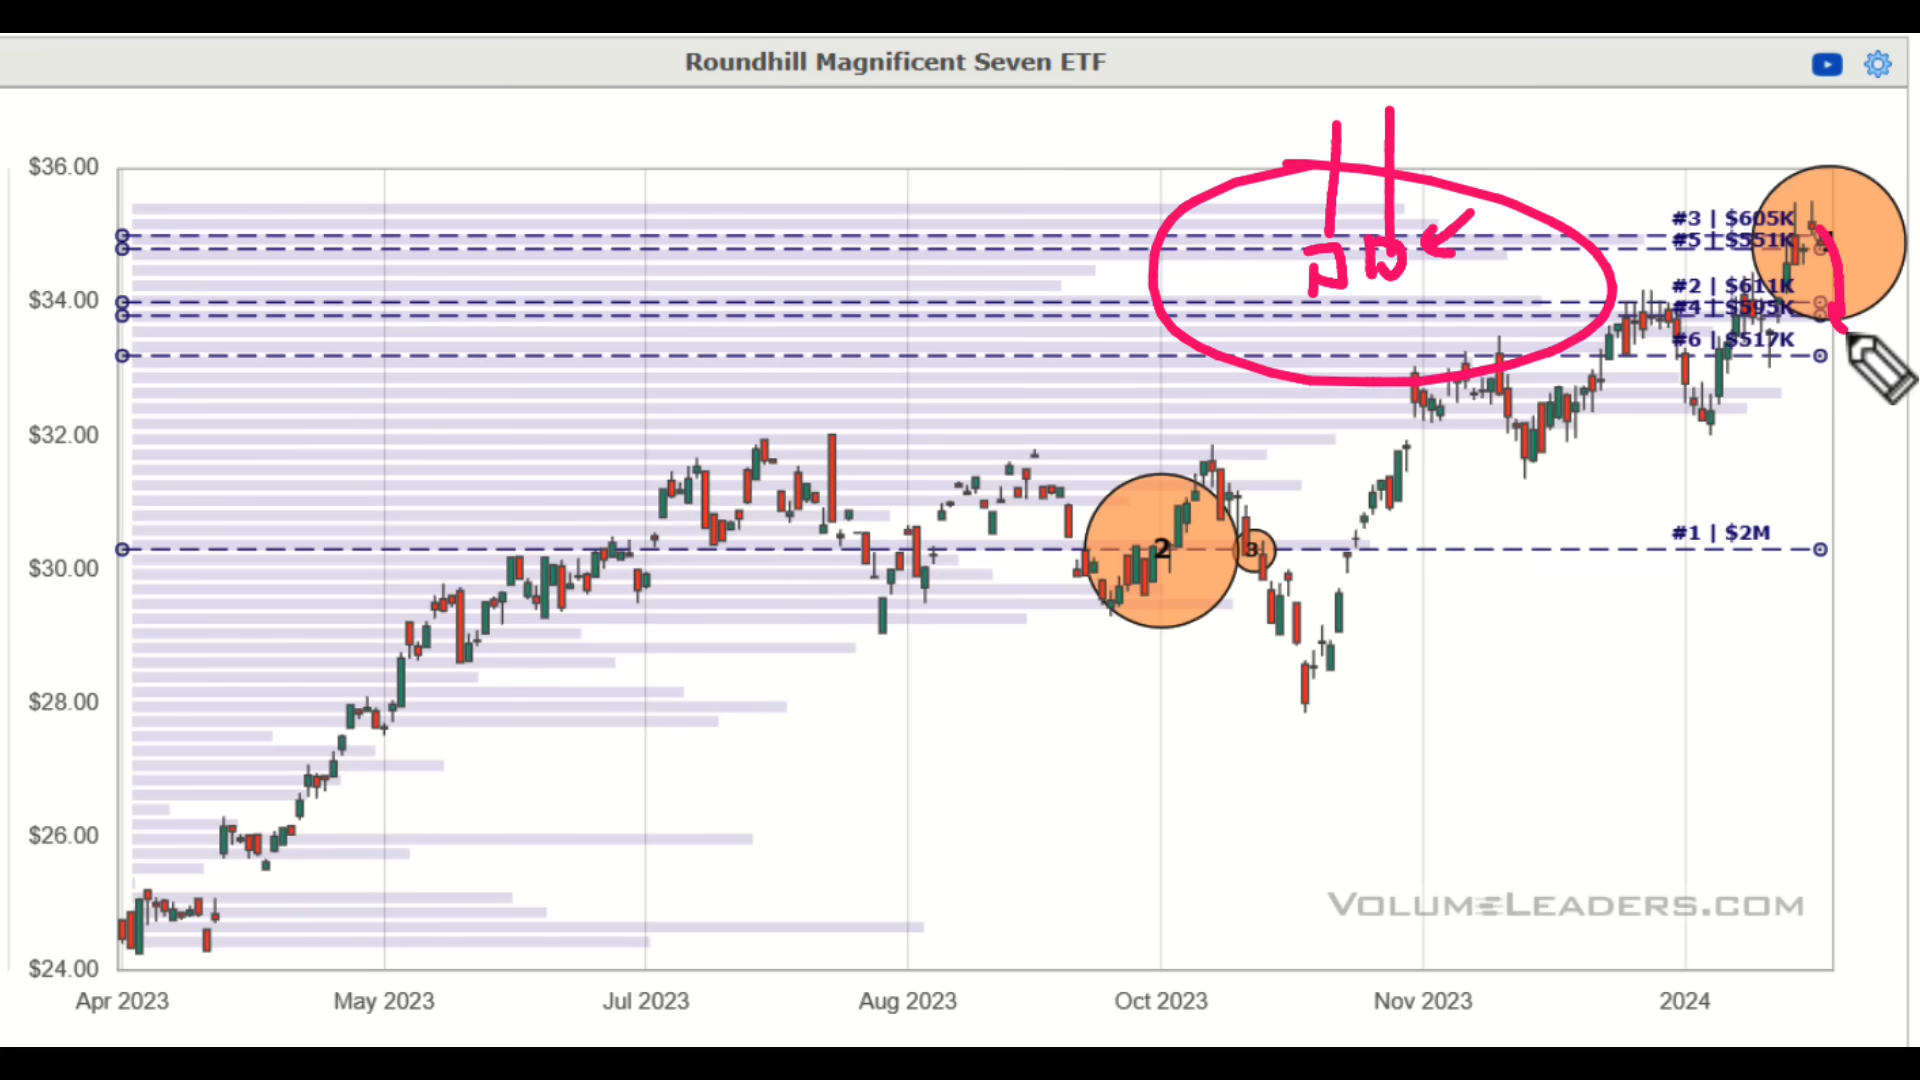 Roundhill Magnificent Seven ETF
$36.00
#3 | $605K
#5 | $551K
#2 | $611K
$34.00
#4 | $595K
#6 | $517K
$32.00
#1 | $2M
2
3
$30.00
$28.00
$26.00
VOLUMELEADERS.COM
$24.00
Apr 2023 May 2023 Jul 2023 Aug 2023 Oct 2023 Nov 2023 2024